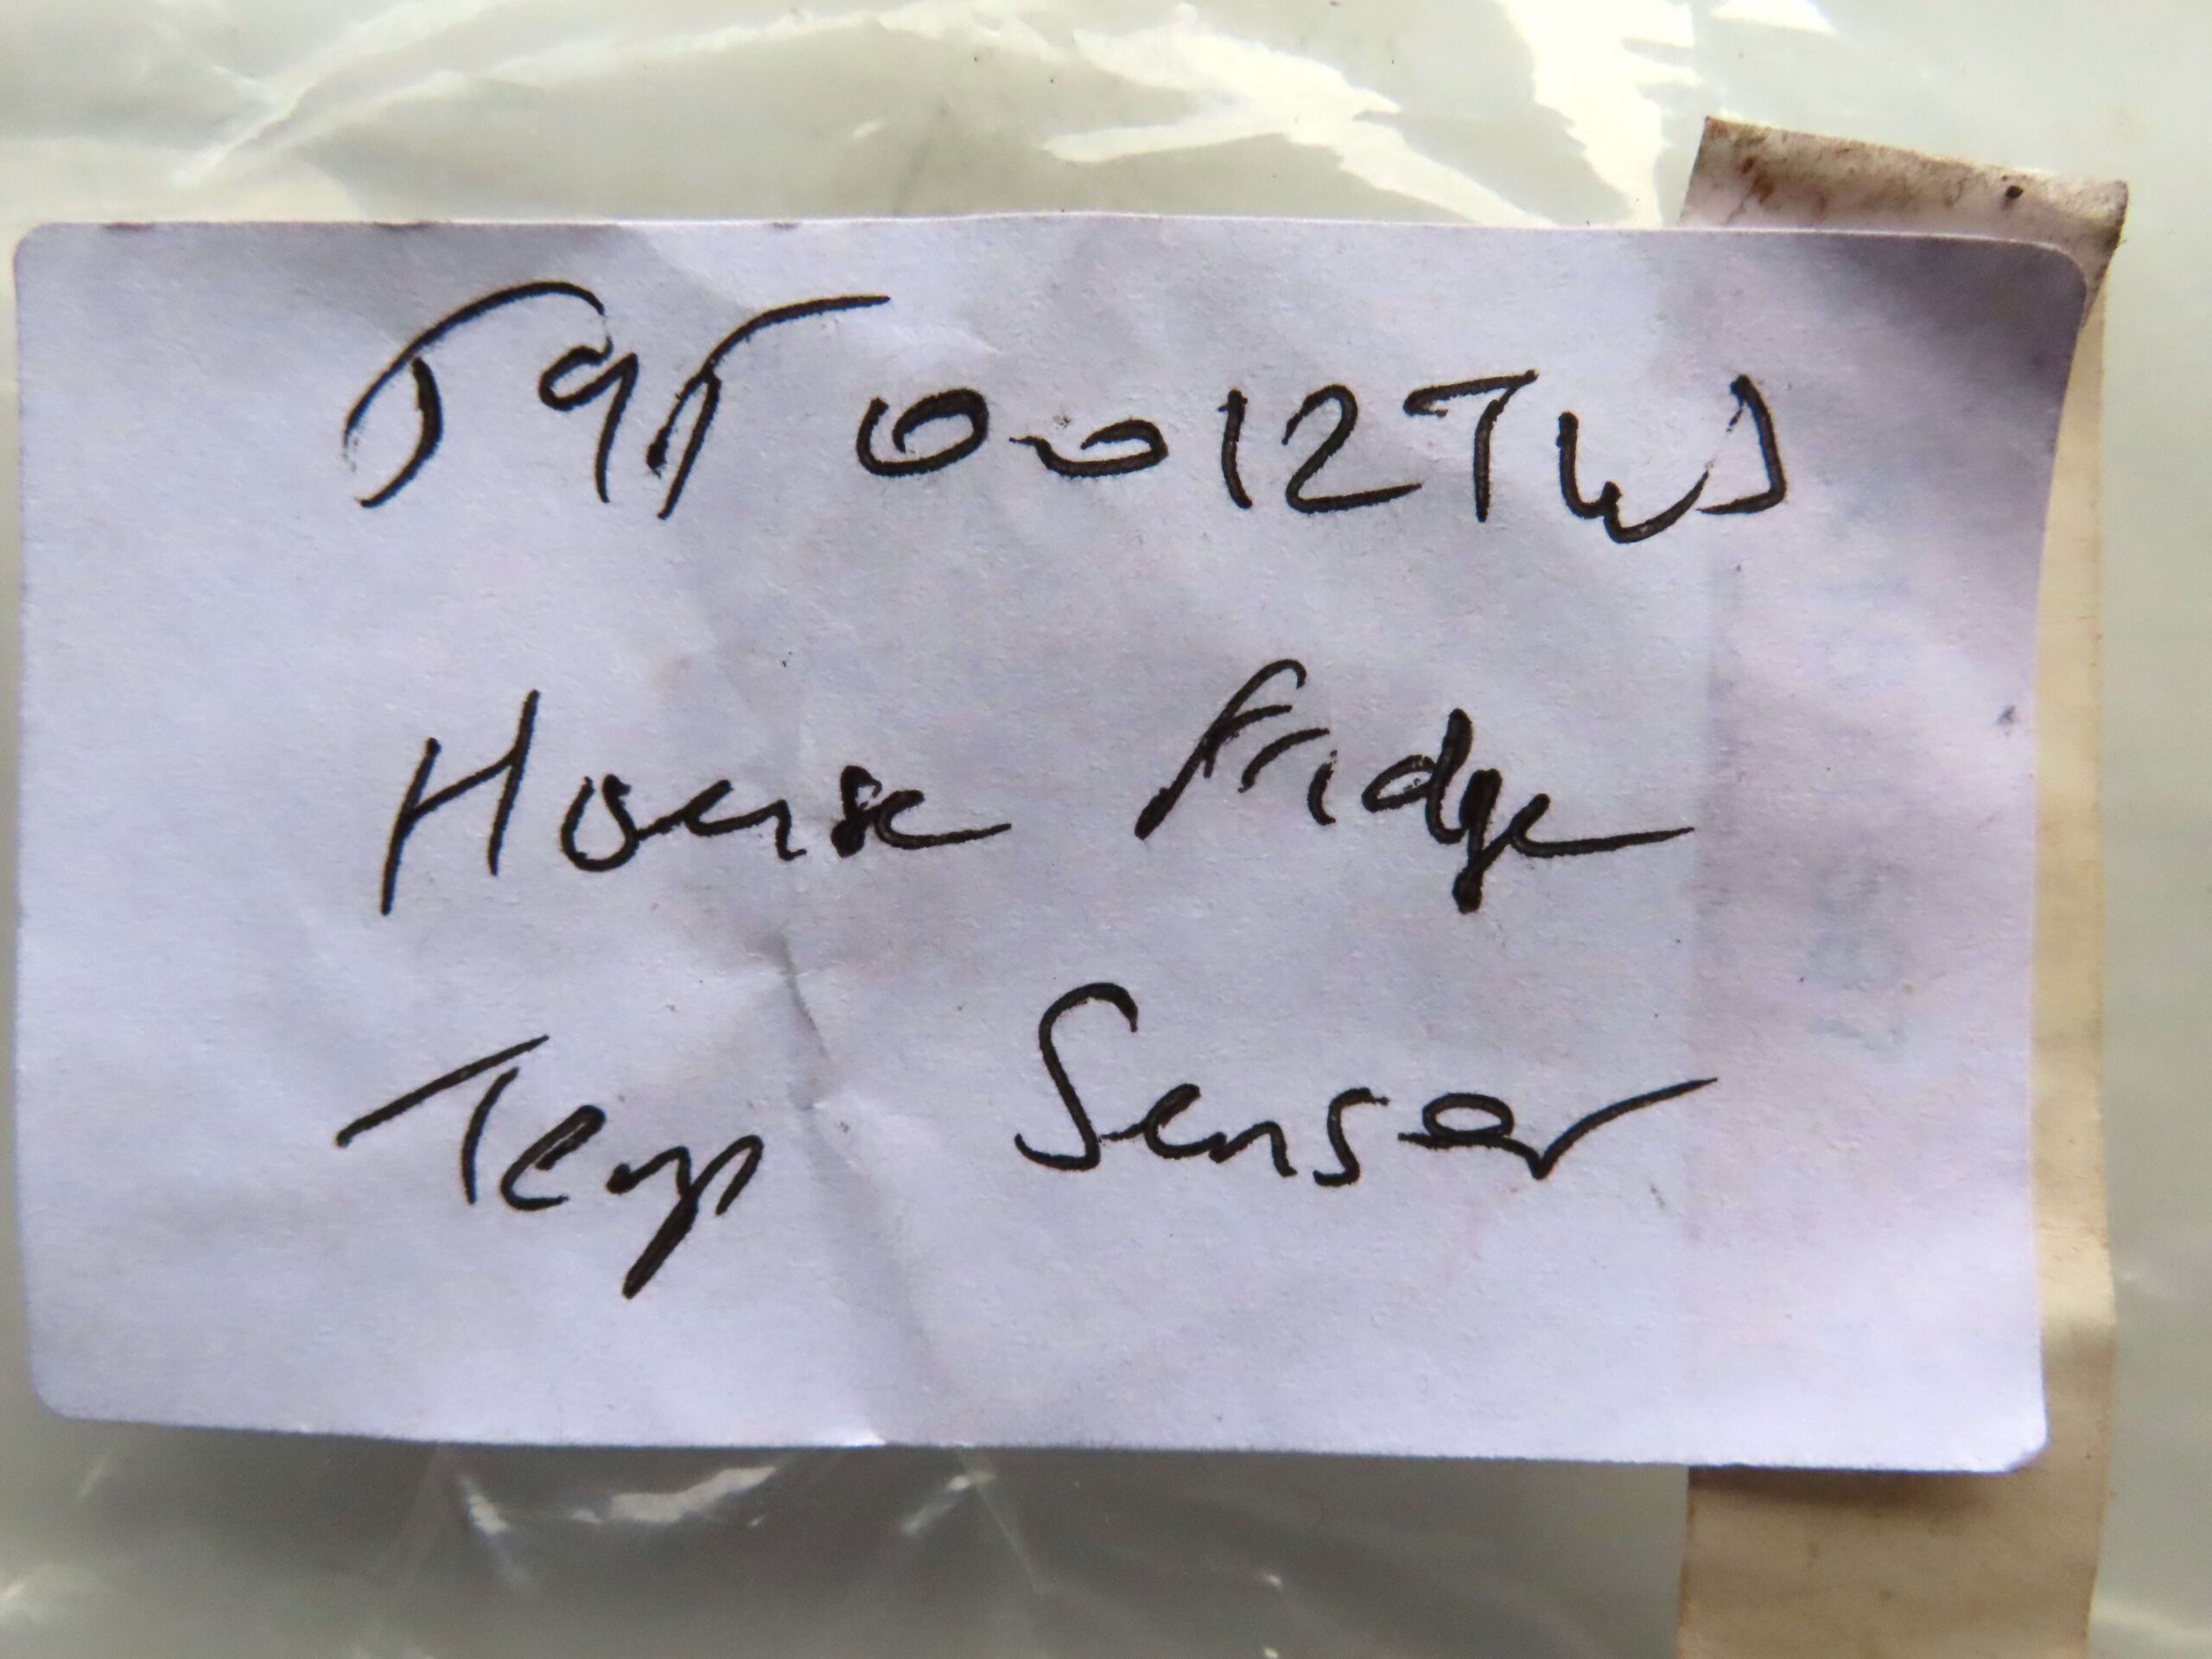 House fridge
Temp Sensor